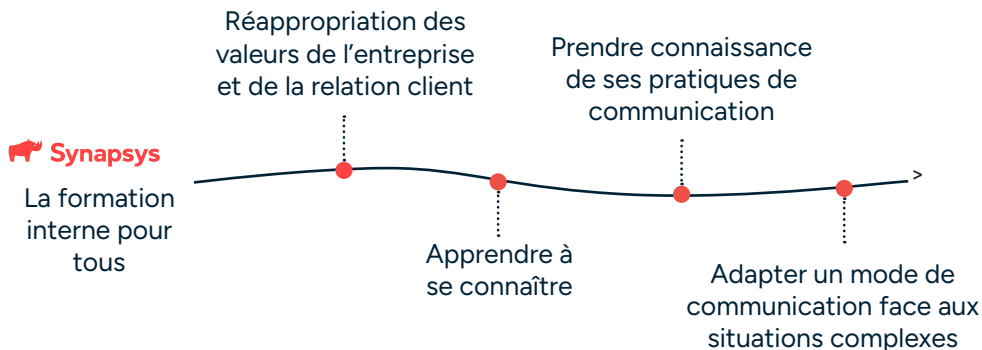 Synapsys
La formation
interne pour
tous
Réappropriation des
valeurs de l’entreprise
et de la relation client
Apprendre à
se connaître
Prendre connaissance
de ses pratiques de
communication
Adapter un mode de
communication face aux
situations complexes
>